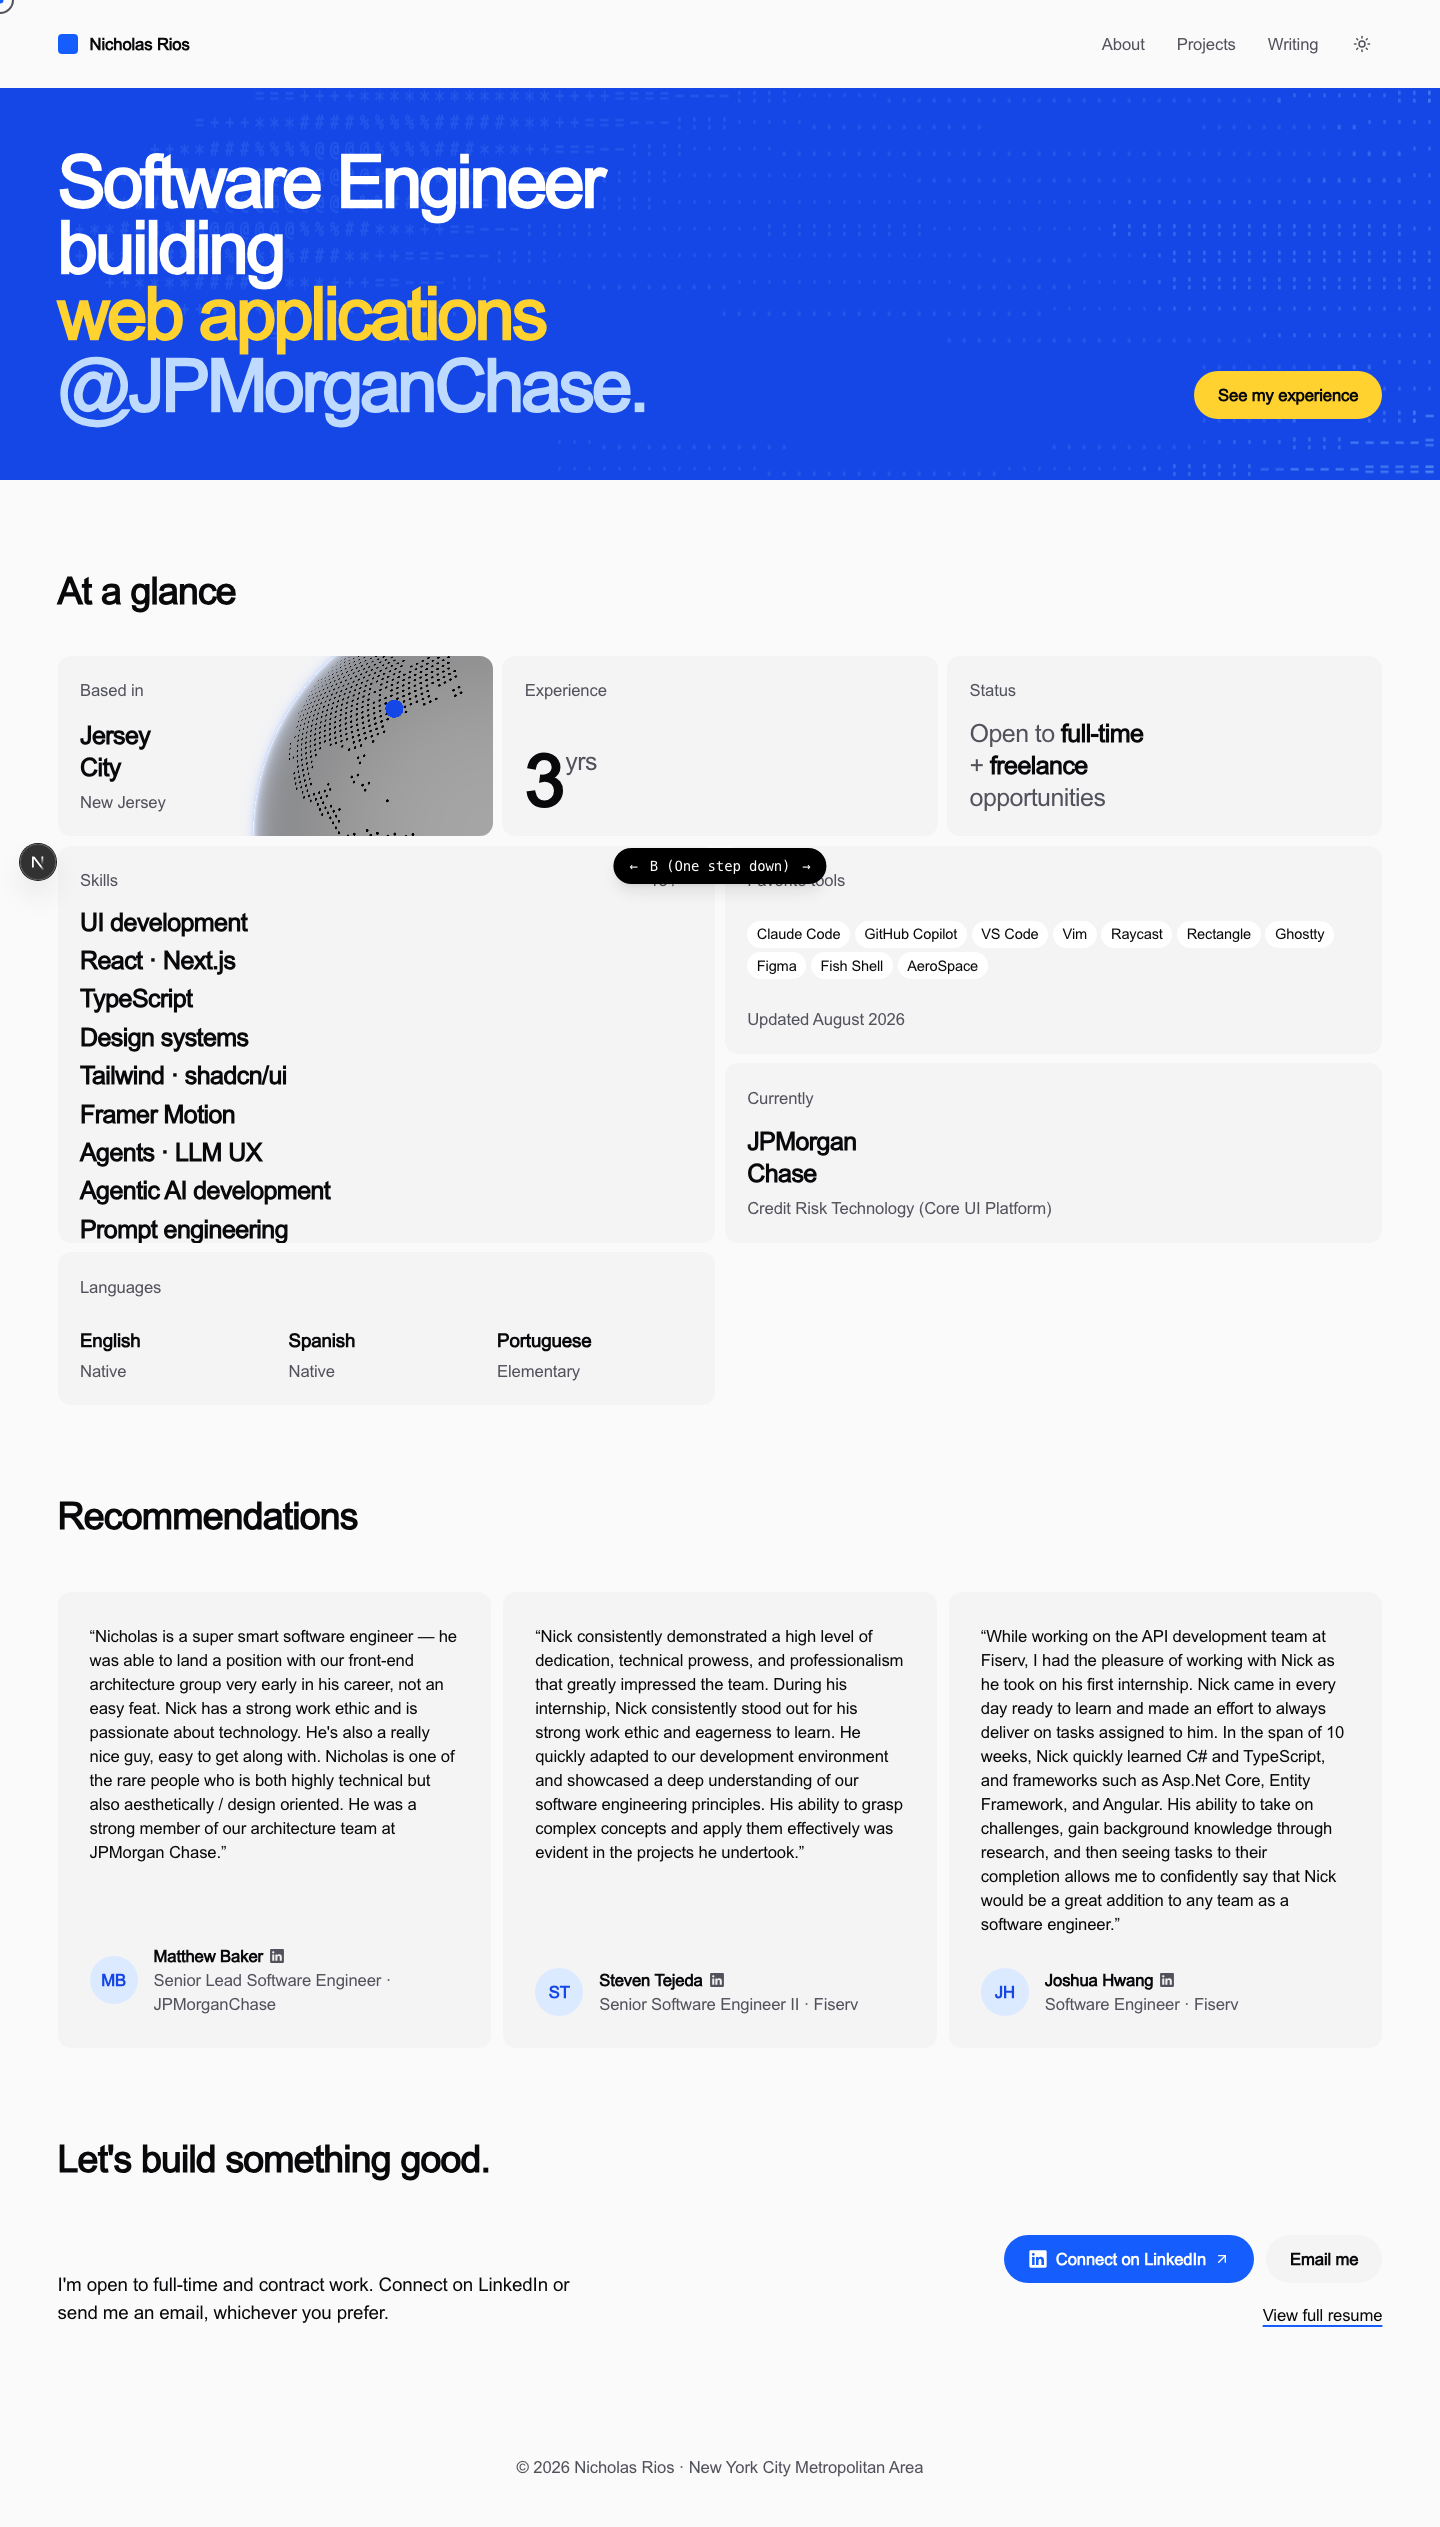 Nicholas Rios
About
Projects
Writing
Software Engineer
building
web applications
@JPMorganChase.
See my experience
At a glance
Based in
Jersey
City
New Jersey
Experience
3 yrs
Status
Open to full-time
+ freelance
opportunities
N
← B (One step down) →
Skills
UI development
React · Next.js
TypeScript
Design systems
Tailwind · shadcn/ui
Framer Motion
Agents · LLM UX
Agentic AI development
Prompt engineering
tools
Claude Code
GitHub Copilot
VS Code
Vim
Raycast
Rectangle
Ghostty
Figma
Fish Shell
AeroSpace
Updated August 2026
Currently
JPMorgan
Chase
Credit Risk Technology (Core UI Platform)
Languages
English
Native
Spanish
Native
Portuguese
Elementary
Recommendations
“Nicholas is a super smart software engineer — he
was able to land a position with our front-end
architecture group very early in his career, not an
easy feat. Nick has a strong work ethic and is
passionate about technology. He's also a really
nice guy, easy to get along with. Nicholas is one of
the rare people who is both highly technical but
also aesthetically / design oriented. He was a
strong member of our architecture team at
JPMorgan Chase.”
MB
Matthew Baker
Senior Lead Software Engineer ·
JPMorganChase
“Nick consistently demonstrated a high level of
dedication, technical prowess, and professionalism
that greatly impressed the team. During his
internship, Nick consistently stood out for his
strong work ethic and eagerness to learn. He
quickly adapted to our development environment
and showcased a deep understanding of our
software engineering principles. His ability to grasp
complex concepts and apply them effectively was
evident in the projects he undertook.”
ST
Steven Tejeda
Senior Software Engineer II · Fiserv
“While working on the API development team at
Fiserv, I had the pleasure of working with Nick as
he took on his first internship. Nick came in every
day ready to learn and made an effort to always
deliver on tasks assigned to him. In the span of 10
weeks, Nick quickly learned C# and TypeScript,
and frameworks such as Asp.Net Core, Entity
Framework, and Angular. His ability to take on
challenges, gain background knowledge through
research, and then seeing tasks to their
completion allows me to confidently say that Nick
would be a great addition to any team as a
software engineer.”
JH
Joshua Hwang
Software Engineer · Fiserv
Let's build something good.
I'm open to full-time and contract work. Connect on LinkedIn or
send me an email, whichever you prefer.
Connect on LinkedIn
Email me
View full resume
© 2026 Nicholas Rios · New York City Metropolitan Area